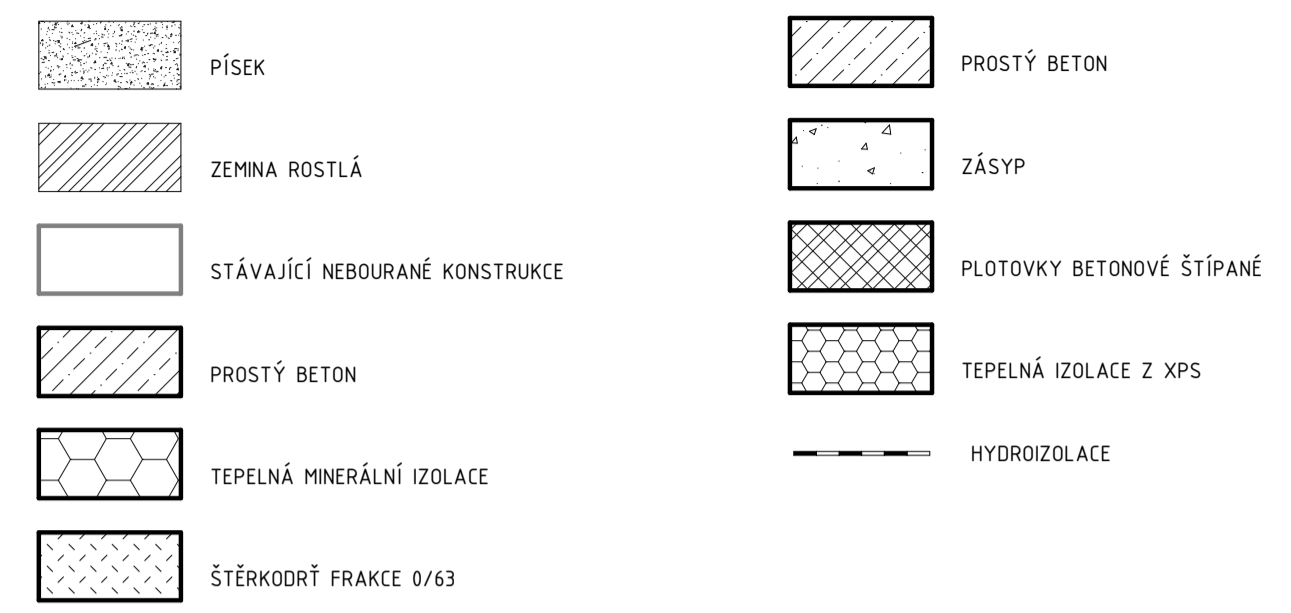 PÍSEK
ZEMINA ROSTLÁ
STÁVAJÍCÍ NEBOURANÉ KONSTRUKCE
PROSTÝ BETON
TEPELNÁ MINERÁLNÍ IZOLACE
ŠTĚRKODRŤ FRAKCE 0/63
PROSTÝ BETON
ZÁSYP
PLOTOVKY BETONOVÉ ŠTÍPANÉ
TEPELNÁ IZOLACE Z XPS
HYDROIZOLACE